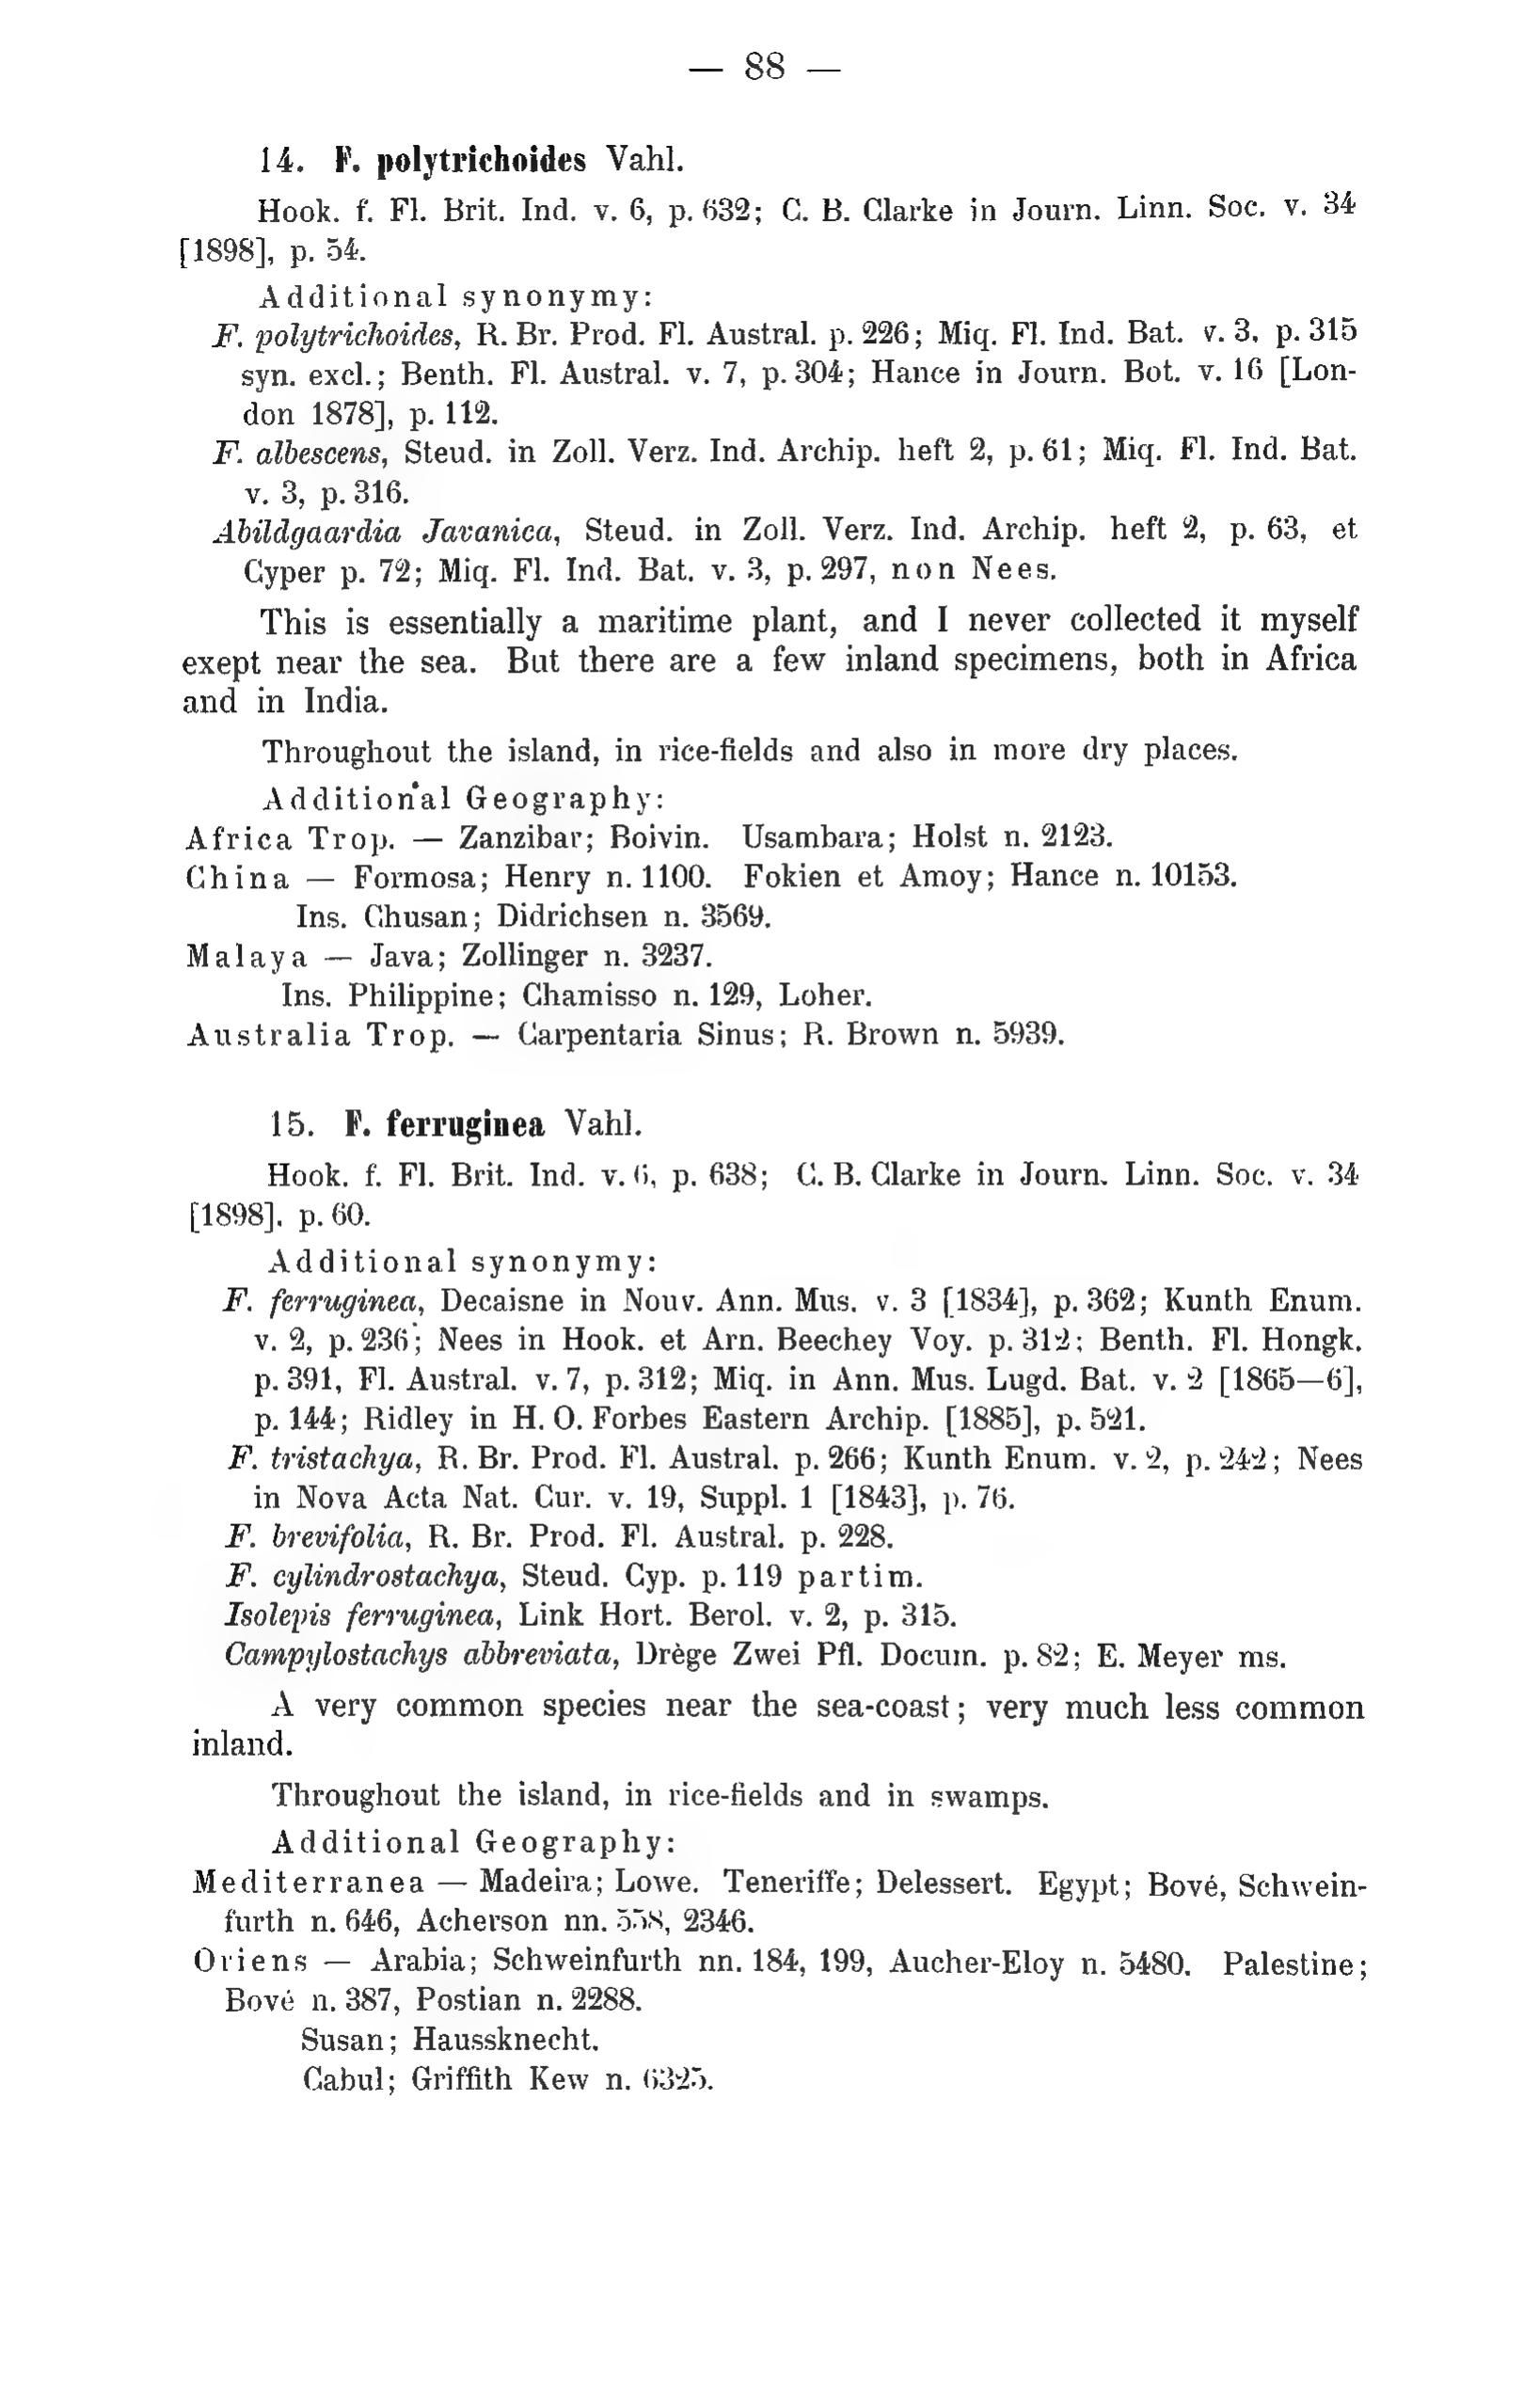 — 88 —
14. F. polytrichoides Vahl.
Hook. f. Fl. Brit. Ind. v. 6, p. 632; C. B. Clarke in Journ. Linn. Soc. v. 34
[1898], p. 54.
Additional synonymy:
F. polytrichoides, R. Br. Prod. Fl. Austral. p. 226; Miq. Fl. Ind. Bat. v. 3, p. 315
syn. excl.; Benth. Fl. Austral. v. 7, p. 304; Hance in Journ. Bot. v. 16 [Lon-
don 1878], p. 112.
F. albescens, Steud. in Zoll. Verz. Ind. Archip. heft 2, p. 61; Miq. Fl. Ind. Bat.
v. 3, p. 316.
Abildgaardia Javanica, Steud. in Zoll. Verz. Ind. Archip. heft 2, p. 63, et
Cyper p. 72; Miq. Fl. Ind. Bat. v. 3, p. 297, non Nees.
This is essentially a maritime plant, and I never collected it myself
exept near the sea. But there are a few inland specimens, both in Africa
and in India.
Throughout the island, in rice-fields and also in more dry places.
Additional Geography:
Africa Trop. — Zanzibar; Boivin. Usambara; Holst n. 2123.
China — Formosa; Henry n. 1100. Fokien et Amoy; Hance n. 10153.
Ins. Chusan; Didrichsen n. 3569.
Malaya — Java; Zollinger n. 3237.
Ins. Philippine; Chamisso n. 129, Loher.
Australia Trop. — Carpentaria Sinus; R. Brown n. 5939.
15. F. ferruginea Vahl.
Hook. f. Fl. Brit. Ind. v. 6, p. 638; C. B. Clarke in Journ. Linn. Soc. v. 34
[1898], p. 60.
Additional synonymy:
F. ferruginea, Decaisne in Nouv. Ann. Mus. v. 3 [1834], p. 362; Kunth Enum.
v. 2, p. 236; Nees in Hook. et Arn. Beechey Voy. p. 312; Benth. Fl. Hongk.
p. 391, Fl. Austral. v. 7, p. 312; Miq. in Ann. Mus. Lugd. Bat. v. 2 [1865—6],
p. 144; Ridley in H. O. Forbes Eastern Archip. [1885], p. 521.
F. tristachya, R. Br. Prod. Fl. Austral. p. 266; Kunth Enum. v. 2, p. 242; Nees
in Nova Acta Nat. Cur. v. 19, Suppl. 1 [1843], p. 76.
F. brevifolia, R. Br. Prod. Fl. Austral. p. 228.
F. cylindrostachya, Steud. Cyp. p. 119 partim.
Isolepis ferruginea, Link Hort. Berol. v. 2, p. 315.
Campylostachys abbreviata, Drège Zwei Pfl. Docum. p. 82; E. Meyer ms.
A very common species near the sea-coast; very much less common
inland.
Throughout the island, in rice-fields and in swamps.
Additional Geography:
Mediterranea — Madeira; Lowe. Teneriffe; Delessert. Egypt; Bové, Schwein-
furth n. 646, Acherson nn. 558, 2346.
Oriens — Arabia; Schweinfurth nn. 184, 199, Aucher-Eloy n. 5480. Palestine;
Bové n. 387, Postian n. 2288.
Susan; Haussknecht.
Cabul; Griffith Kew n. 6325.